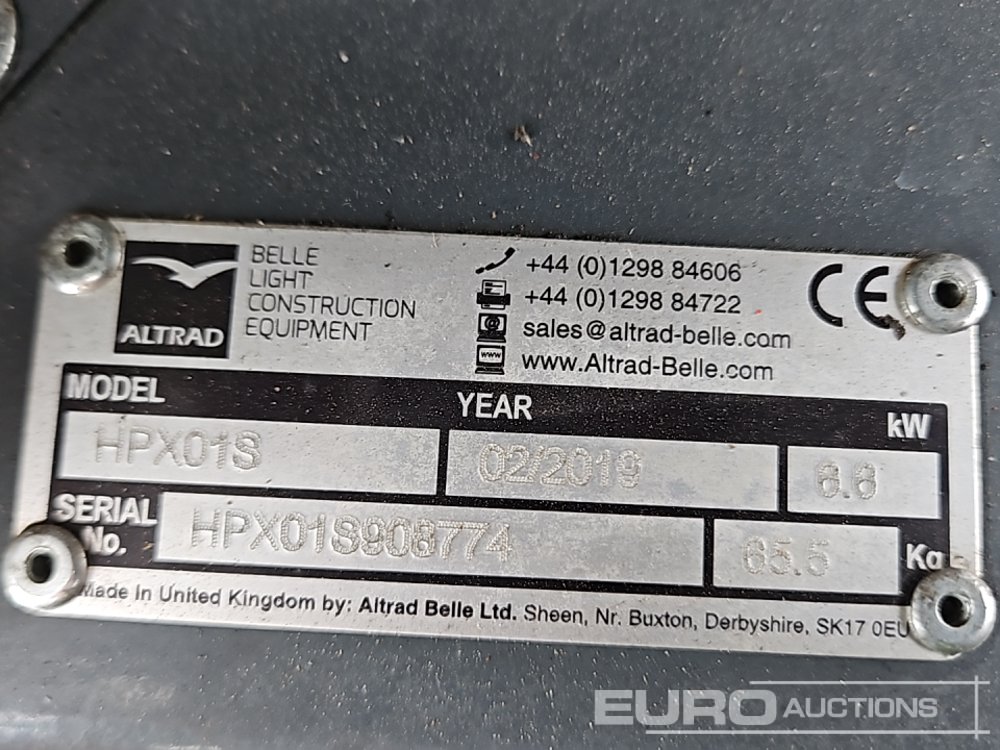 ALTRAD
BELLE
LIGHT
CONSTRUCTION
EQUIPMENT
+44 (0)1298 84606
+44 (0)1298 84722
sales@altrad-belle.com
www.Altrad-Belle.com
CE
MODEL YEAR kW
HPX01S 02/2019 6.6
SERIAL No. HPX01S908774 65.5 Kg
Made In United Kingdom by: Altrad Belle Ltd. Sheen, Nr. Buxton, Derbyshire, SK17 0EU
EURO AUCTIONS